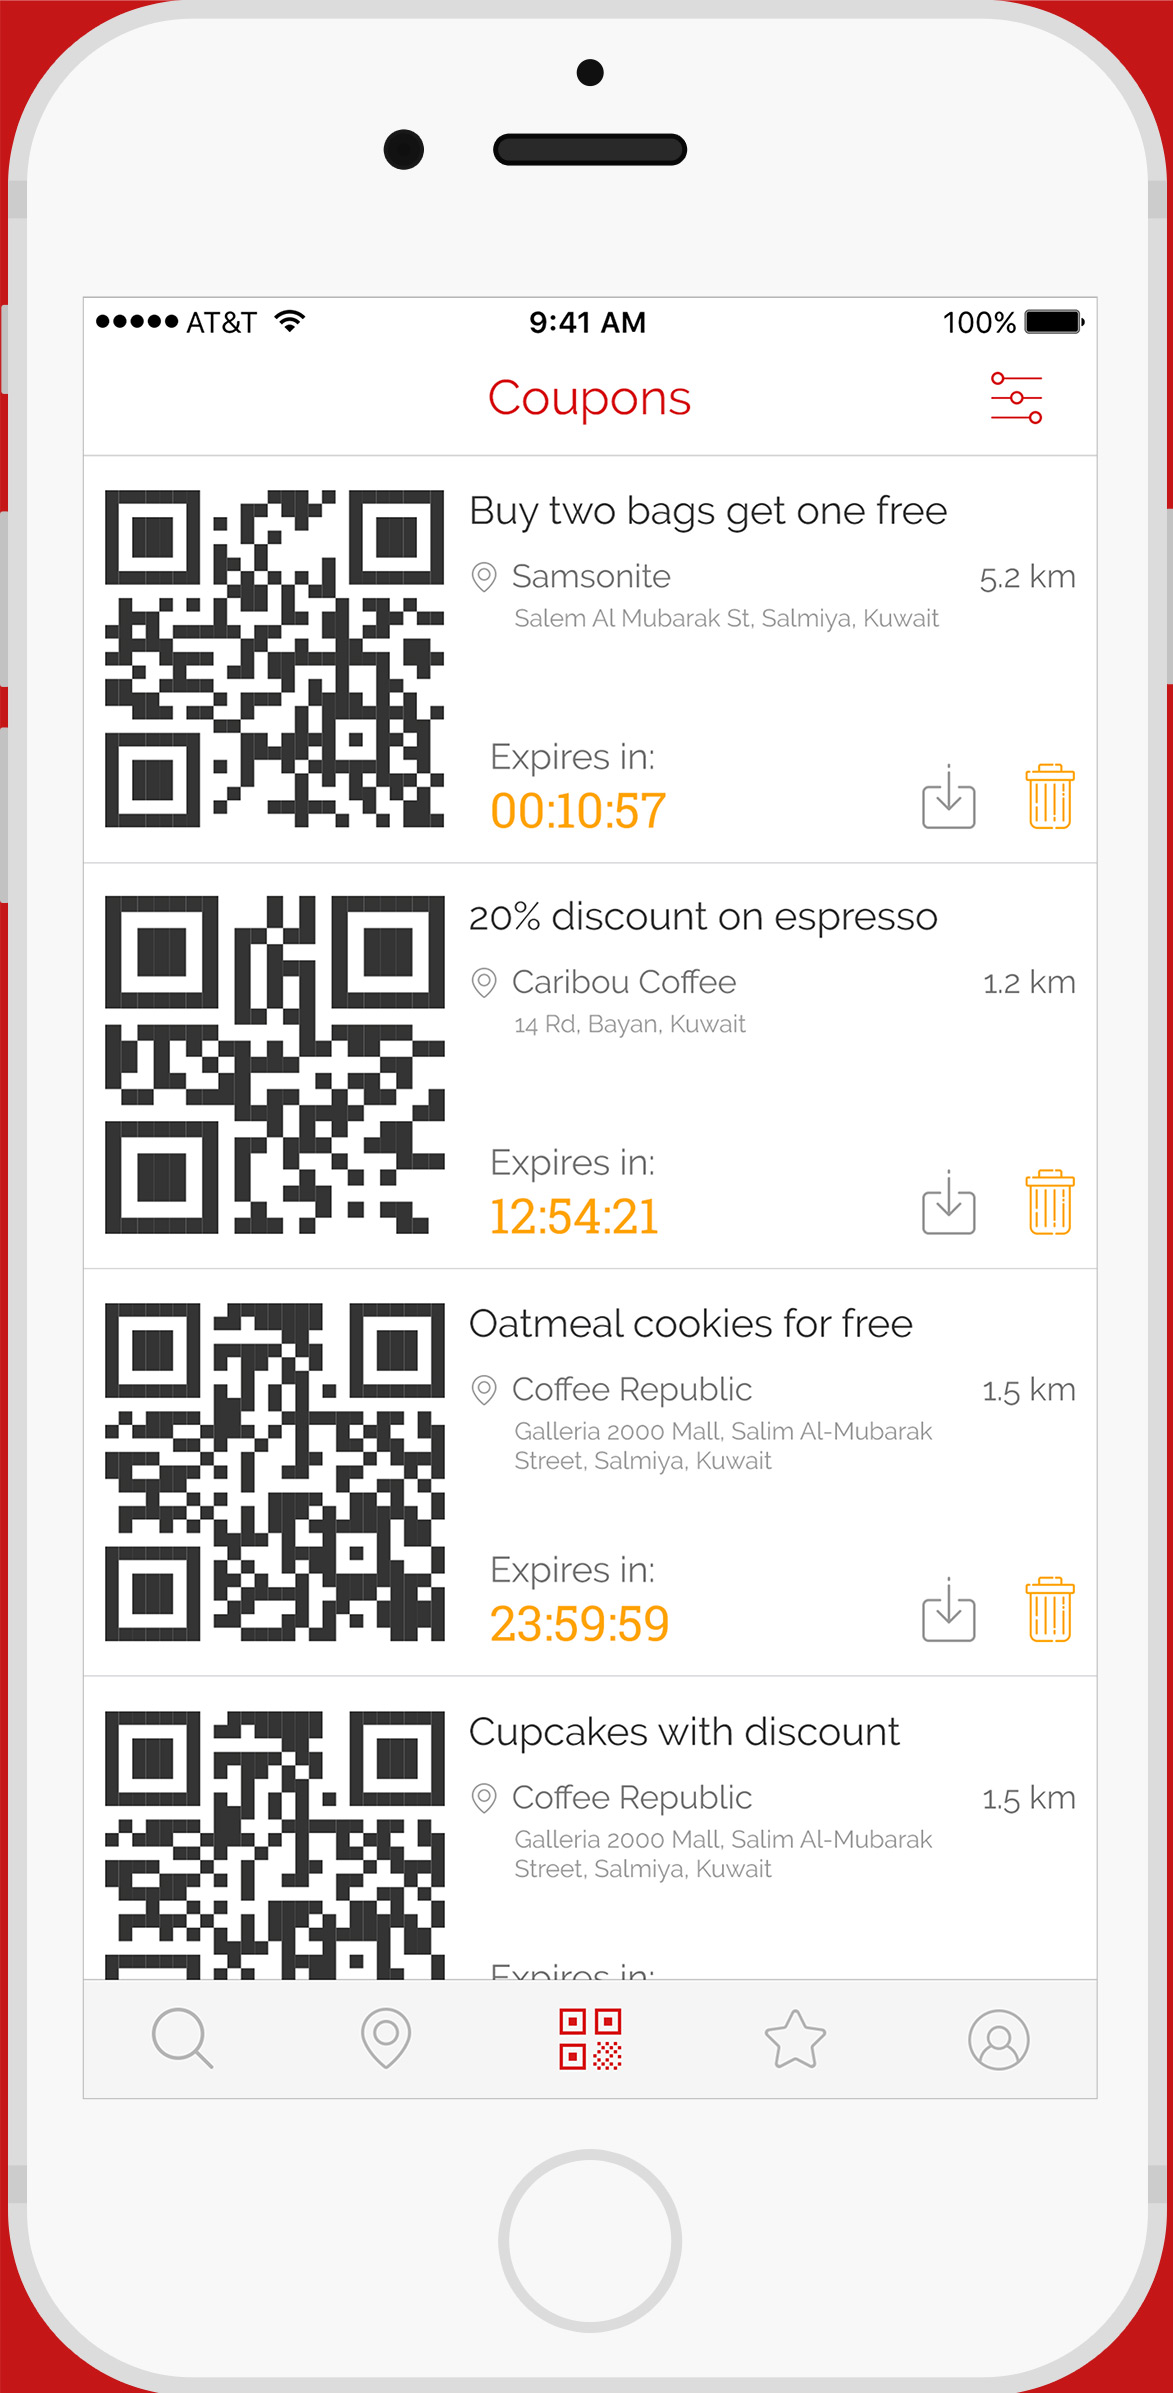 AT&T 9:41 AM 100%
Coupons
Buy two bags get one free
Samsonite 5.2 km
Salem Al Mubarak St, Salmiya, Kuwait
Expires in:
00:10:57
20% discount on espresso
Caribou Coffee 1.2 km
14 Rd, Bayan, Kuwait
Expires in:
12:54:21
Oatmeal cookies for free
Coffee Republic 1.5 km
Galleria 2000 Mall, Salim Al-Mubarak
Street, Salmiya, Kuwait
Expires in:
23:59:59
Cupcakes with discount
Coffee Republic 1.5 km
Galleria 2000 Mall, Salim Al-Mubarak
Street, Salmiya, Kuwait
Expires in: